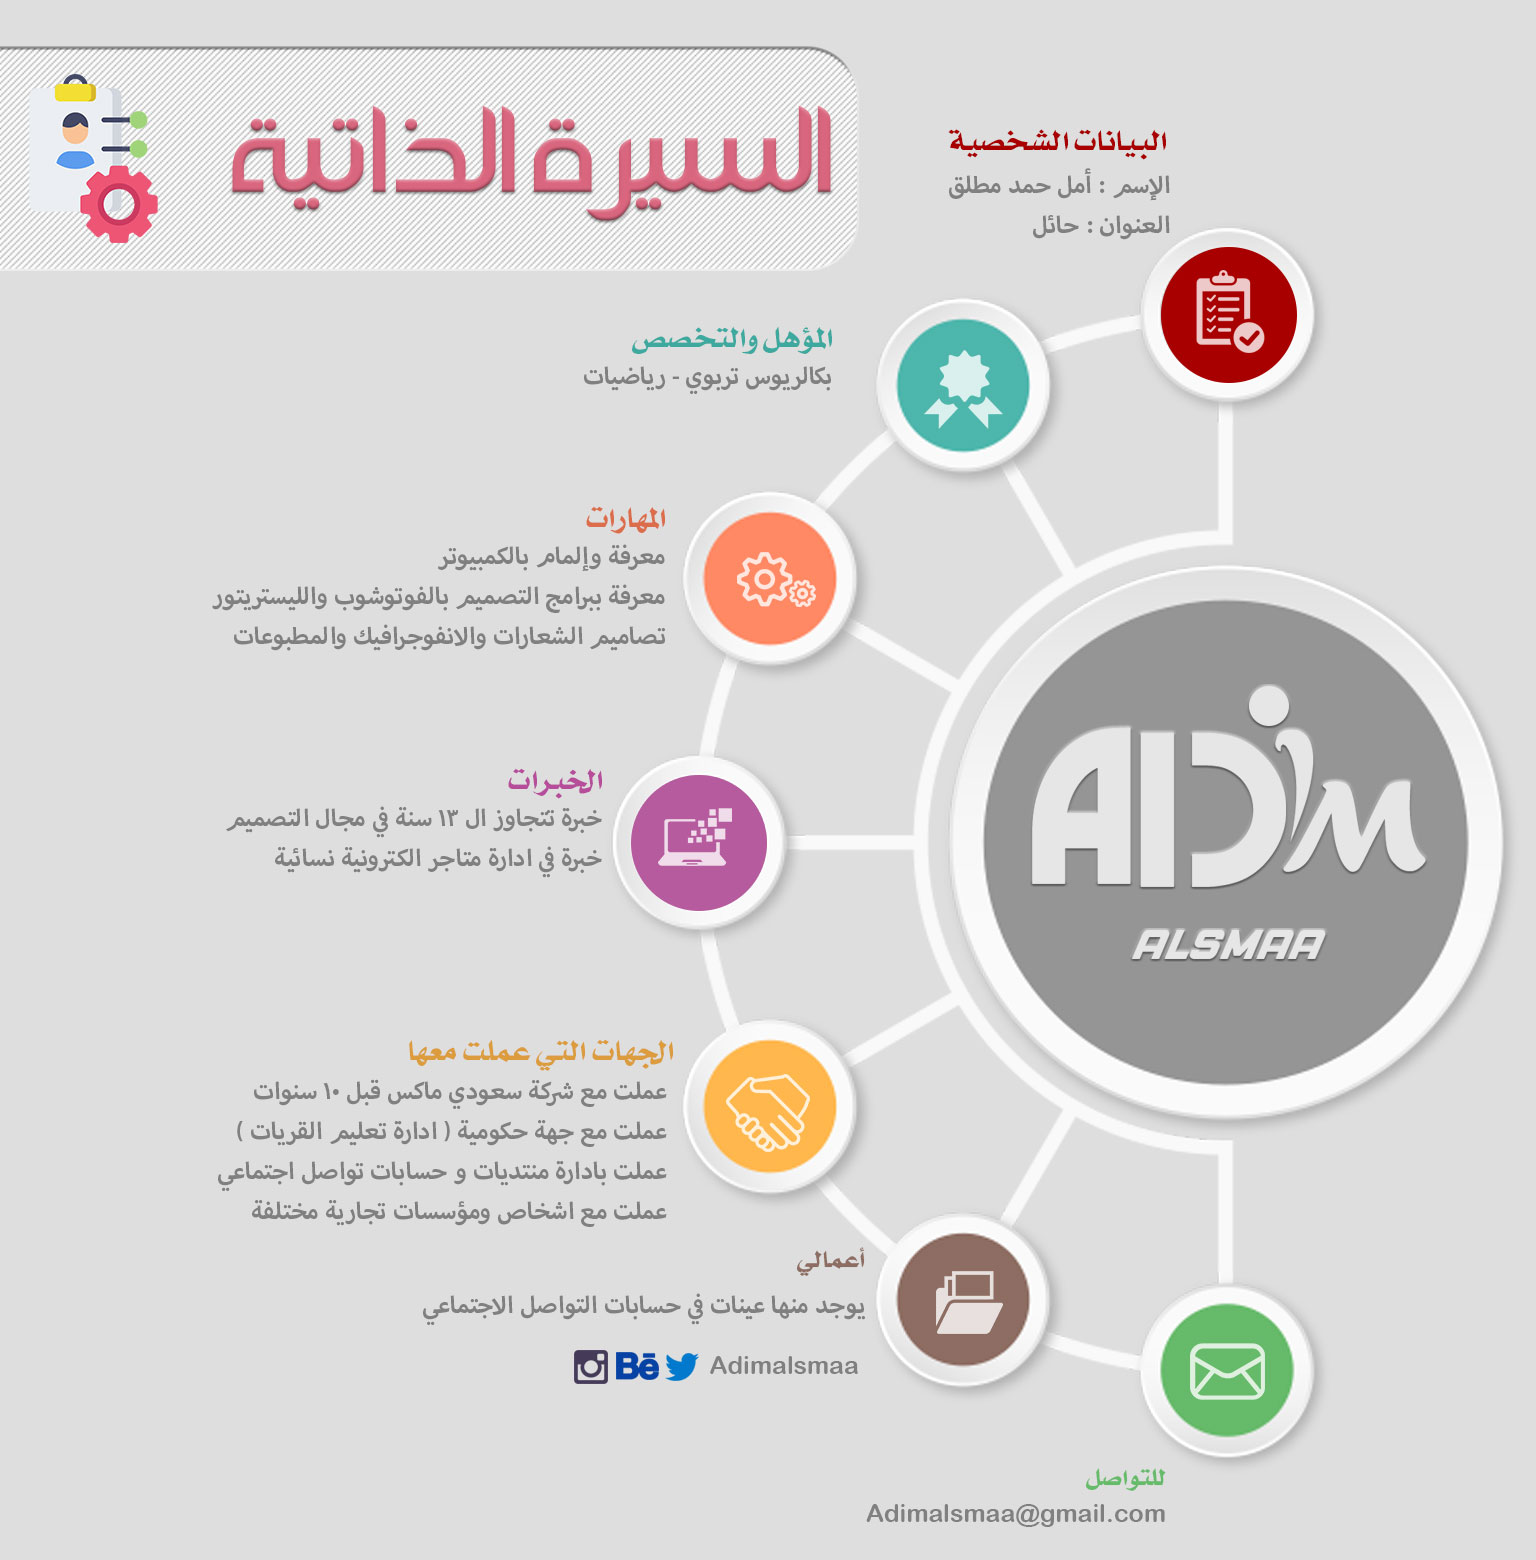 السيرة الذاتية
البيانات الشخصية
الإسم : أمل حمد مطلق
العنوان : حائل
المؤهل والتخصص
بكالريوس تربوي - رياضيات
المهارات
معرفة وإلمام بالكمبيوتر
معرفة ببرامج التصميم بالفوتوشوب والليستريتور
تصاميم الشعارات والانفوجرافيك والمطبوعات
الخبرات
خبرة تتجاوز ال ١٣ سنة في مجال التصميم
خبرة في ادارة متاجر الكترونية نسائية
ADIM
ALSMAA
الجهات التي عملت معها
عملت مع شركة سعودي ماكس قبل ١٠ سنوات
عملت مع جهة حكومية ( ادارة تعليم القريات )
عملت بادارة منتديات و حسابات تواصل اجتماعي
عملت مع اشخاص ومؤسسات تجارية مختلفة
أعمالي
يوجد منها عينات في حسابات التواصل الاجتماعي
Bē Adimalsmaa
للتواصل
Adimalsmaa@gmail.com